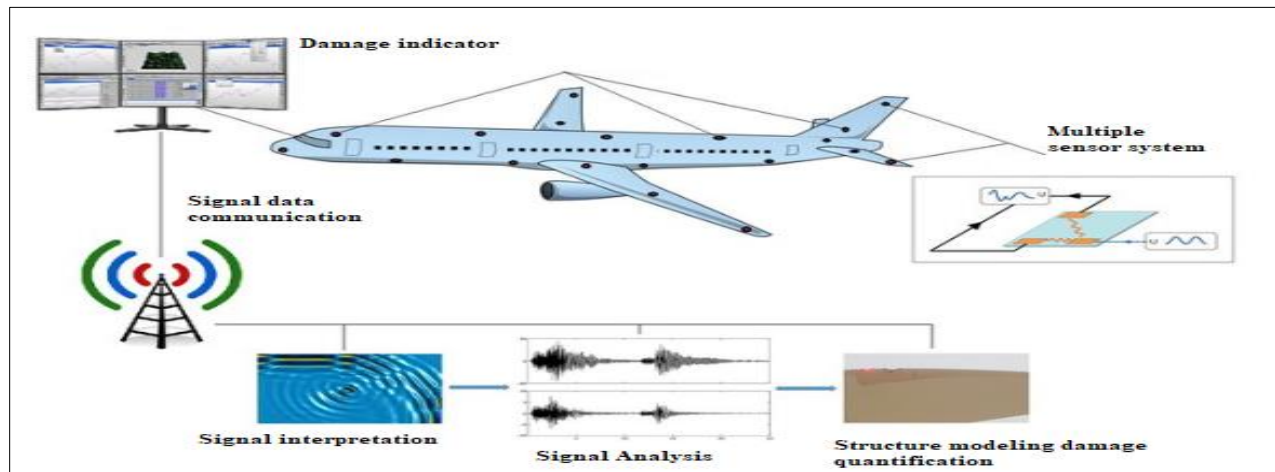 Damage indicator
Multiple
sensor system
Signal data
communication
Signal interpretation
Signal Analysis
Structure modeling damage
quantification